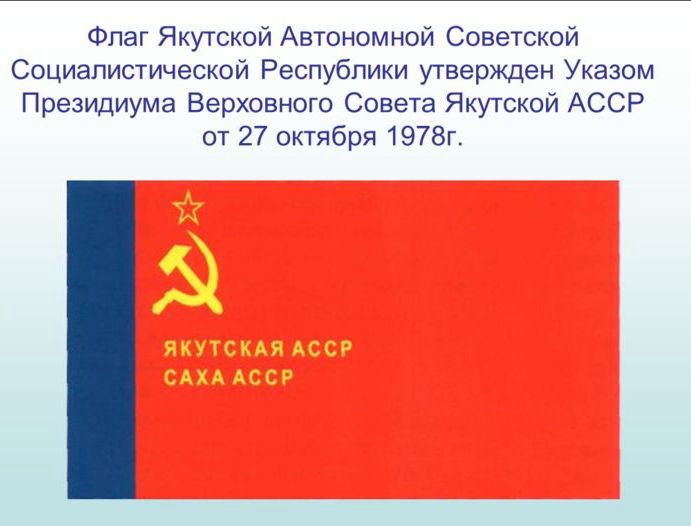 Флаг Якутской Автономной Советской
Социалистической Республики утвержден Указом
Президиума Верховного Совета Якутской АССР
от 27 октября 1978г.
ЯКУТСКАЯ АССР
САХА АССР